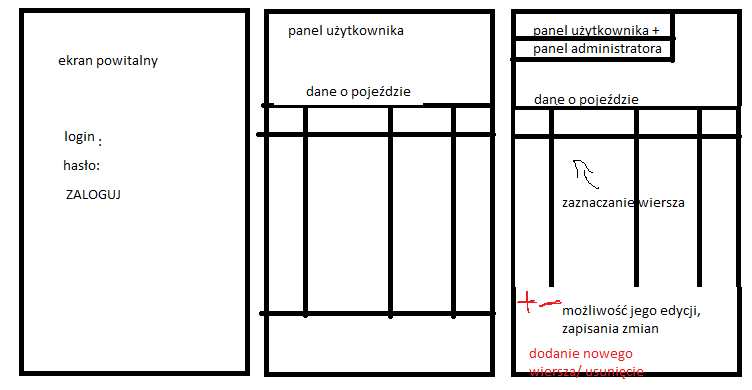 ekran powitalny
login :
hasło:
ZALOGUJ
panel użytkownika
dane o pojeździe
panel użytkownika +
panel administratora
dane o pojeździe
zaznaczanie wiersza
+ -
możliwość jego edycji,
zapisania zmian
dodanie nowego
wiersza/ usunięcie